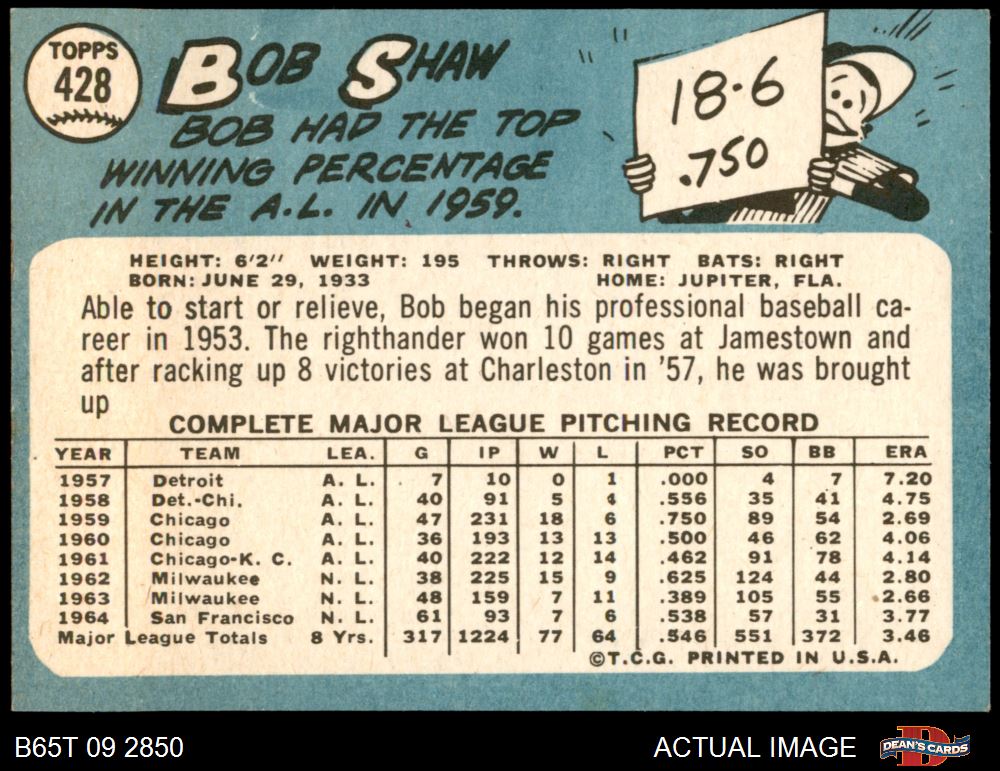 TOPPS
428
BOB SHAW
BOB HAD THE TOP
WINNING PERCENTAGE
IN THE A.L. IN 1959.
18-6
.750
HEIGHT: 6'2" WEIGHT: 195 THROWS: RIGHT BATS: RIGHT
BORN: JUNE 29, 1933 HOME: JUPITER, FLA.
Able to start or relieve, Bob began his professional baseball ca-
reer in 1953. The righthander won 10 games at Jamestown and
after racking up 8 victories at Charleston in '57, he was brought
up
COMPLETE MAJOR LEAGUE PITCHING RECORD
YEAR TEAM LEA. G IP W L PCT SO BB ERA
1957 Detroit A. L. 7 10 0 1 .000 4 7 7.20
1958 Det.-Chi. A. L. 40 91 5 4 .556 35 41 4.75
1959 Chicago A. L. 47 231 18 6 .750 89 54 2.69
1960 Chicago A. L. 36 193 13 13 .500 46 62 4.06
1961 Chicago-K. C. A. L. 40 222 12 14 .462 91 78 4.14
1962 Milwaukee N. L. 38 225 15 9 .625 124 44 2.80
1963 Milwaukee N. L. 48 159 7 11 .389 105 55 2.66
1964 San Francisco N. L. 61 93 7 6 .538 57 31 3.77
Major League Totals 8 Yrs. 317 1224 77 64 .546 551 372 3.46
©T.C.G. PRINTED IN U.S.A.
B65T 09 2850 ACTUAL IMAGE DEAN'S CARDS